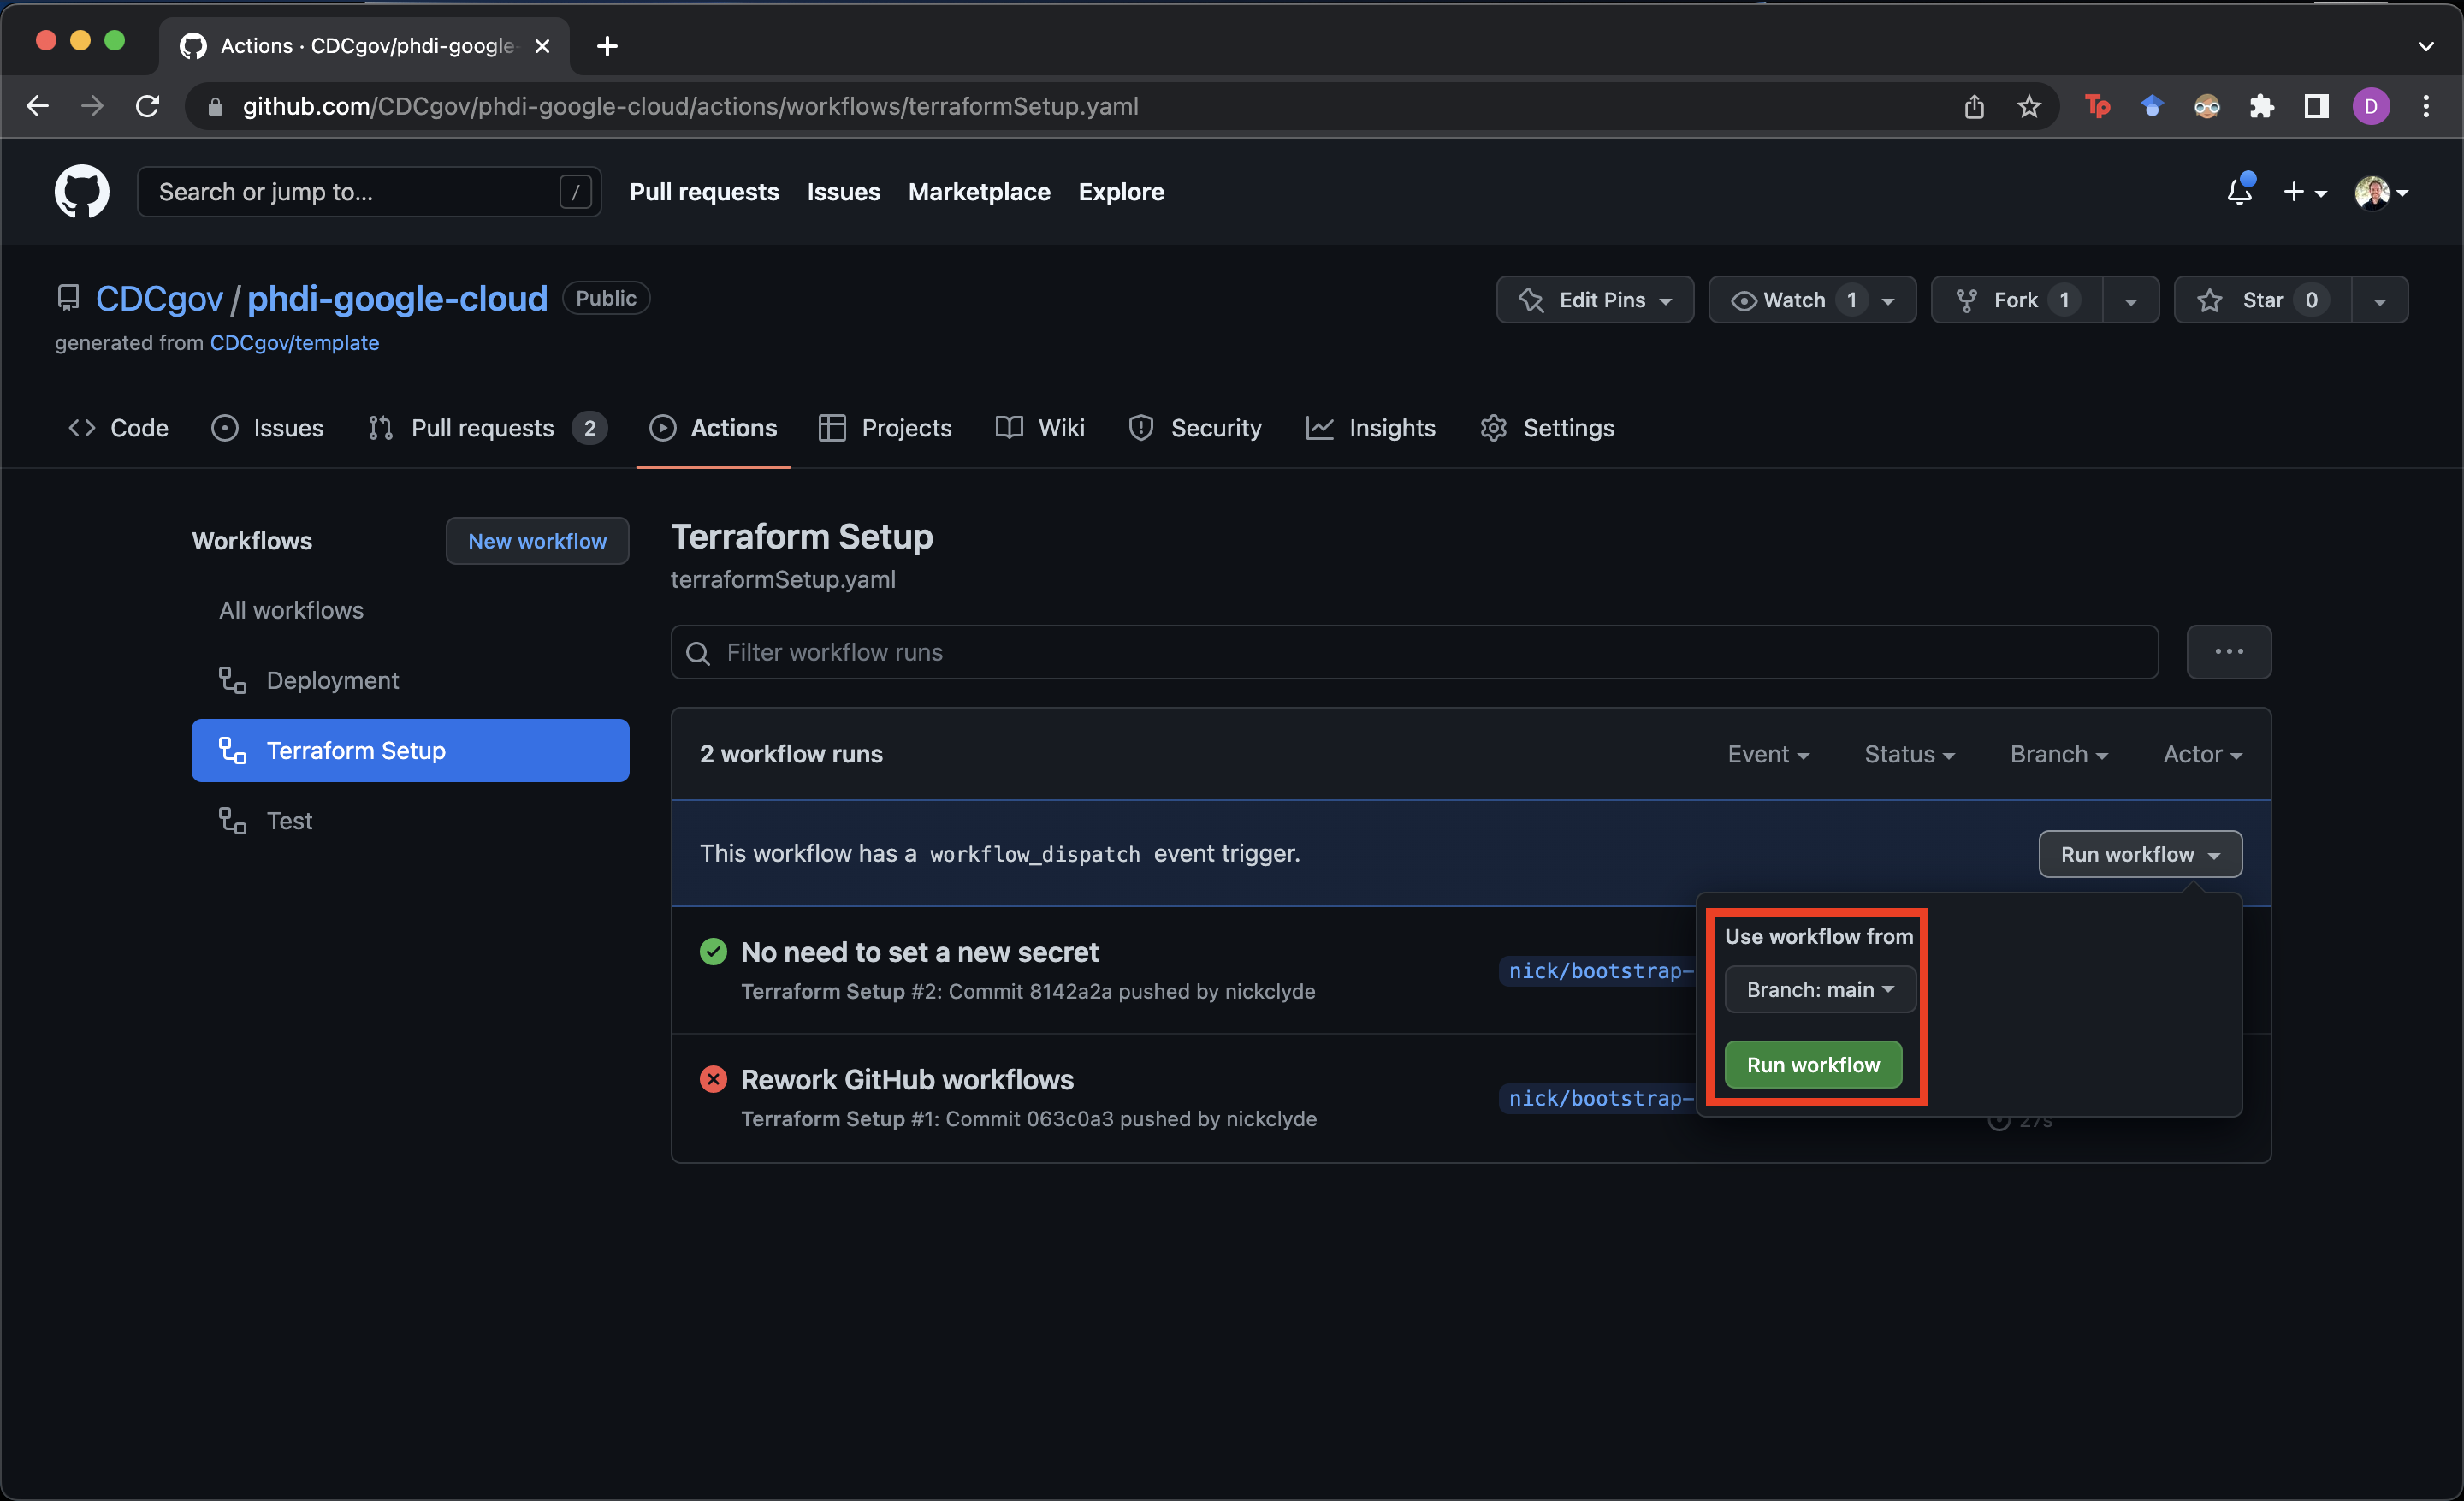 Actions · CDCgov/phdi-google-
github.com/CDCgov/phdi-google-cloud/actions/workflows/terraformSetup.yaml
Tp
D
Search or jump to...
/
Pull requests
Issues
Marketplace
Explore
CDCgov / phdi-google-cloud
Public
Edit Pins
Watch 1
Fork 1
Star 0
generated from CDCgov/template
Code
Issues
Pull requests 2
Actions
Projects
Wiki
Security
Insights
Settings
Workflows
New workflow
All workflows
Deployment
Terraform Setup
Test
Terraform Setup
terraformSetup.yaml
Filter workflow runs
2 workflow runs
Event
Status
Branch
Actor
This workflow has a workflow_dispatch event trigger.
Run workflow
Use workflow from
Branch: main
Run workflow
No need to set a new secret
Terraform Setup #2: Commit 8142a2a pushed by nickclyde
nick/bootstrap-
Rework GitHub workflows
Terraform Setup #1: Commit 063c0a3 pushed by nickclyde
nick/bootstrap-
27s